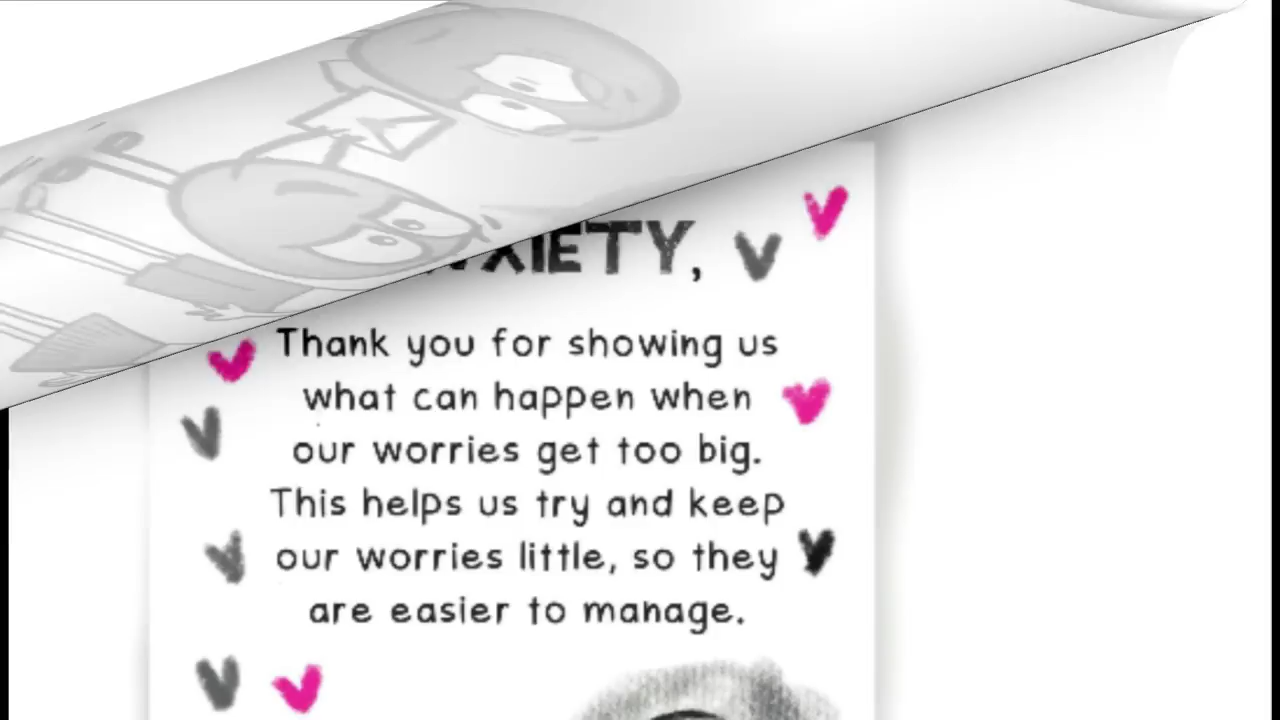 Thank you for showing us
what can happen when
our worries get too big.
This helps us try and keep
our worries little, so they
are easier to manage.